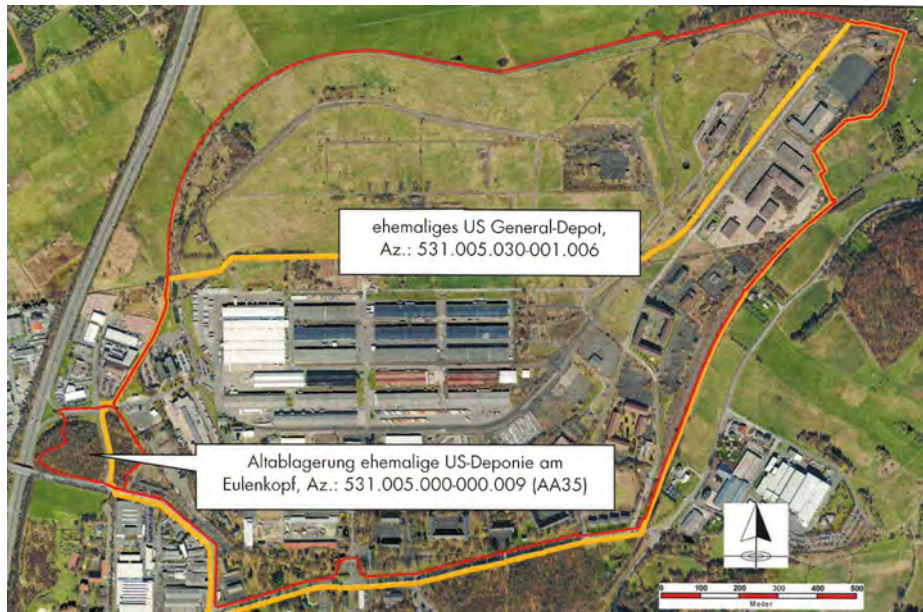 ehemaliges US General-Depot,
Az.: 531.005.030-001.006
Altablagerung ehemalige US-Deponie am
Eulenkopf, Az.: 531.005.000-000.009 (AA35)
0 100 200 300 400 500
Meter